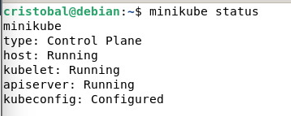 cristobal@debian:~$ minikube status
minikube
type: Control Plane
host: Running
kubelet: Running
apiserver: Running
kubeconfig: Configured